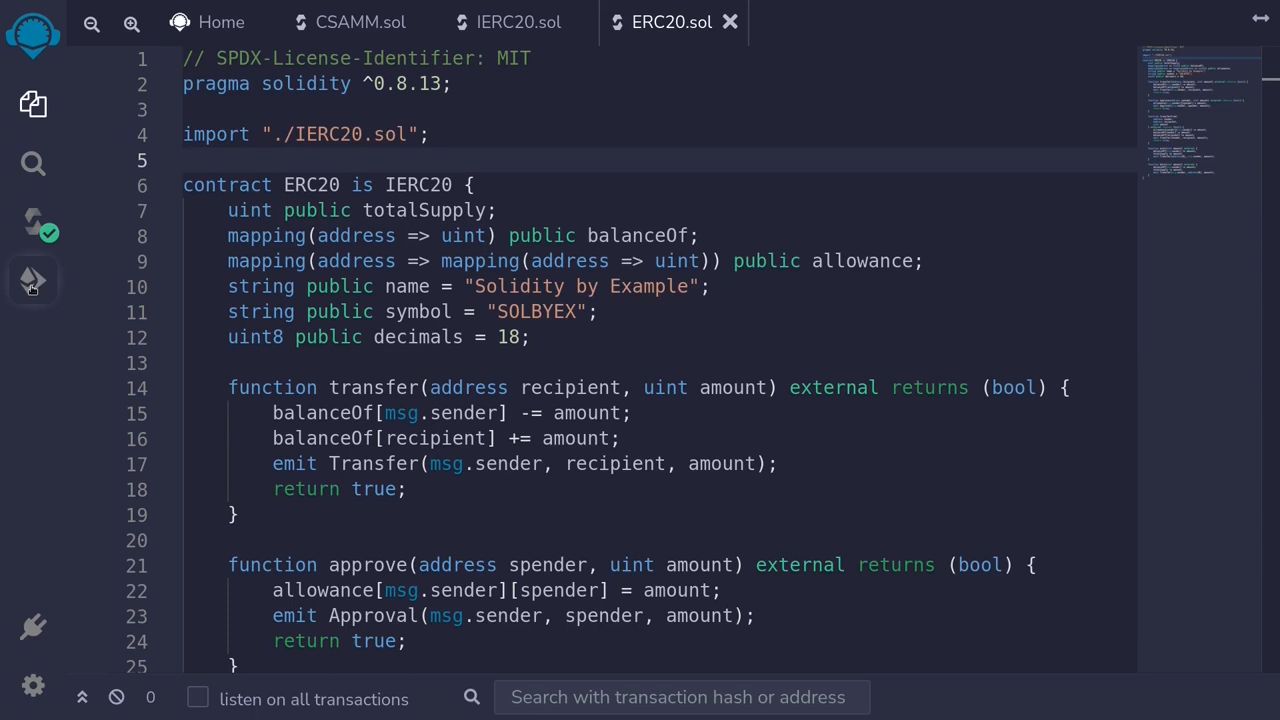 Home
CSAMM.sol
IERC20.sol
ERC20.sol
1 // SPDX-License-Identifier: MIT
2 pragma solidity ^0.8.13;
3
4 import "./IERC20.sol";
5
6 contract ERC20 is IERC20 {
7 uint public totalSupply;
8 mapping(address => uint) public balanceOf;
9 mapping(address => mapping(address => uint)) public allowance;
10 string public name = "Solidity by Example";
11 string public symbol = "SOLBYEX";
12 uint8 public decimals = 18;
13
14 function transfer(address recipient, uint amount) external returns (bool) {
15 balanceOf[msg.sender] -= amount;
16 balanceOf[recipient] += amount;
17 emit Transfer(msg.sender, recipient, amount);
18 return true;
19 }
20
21 function approve(address spender, uint amount) external returns (bool) {
22 allowance[msg.sender][spender] = amount;
23 emit Approval(msg.sender, spender, amount);
24 return true;
25 }
0
listen on all transactions
Search with transaction hash or address